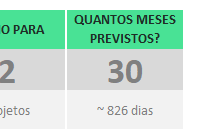 O PARA
QUANTOS MESES
PREVISTOS?
2
30
ojetos
~ 826 dias